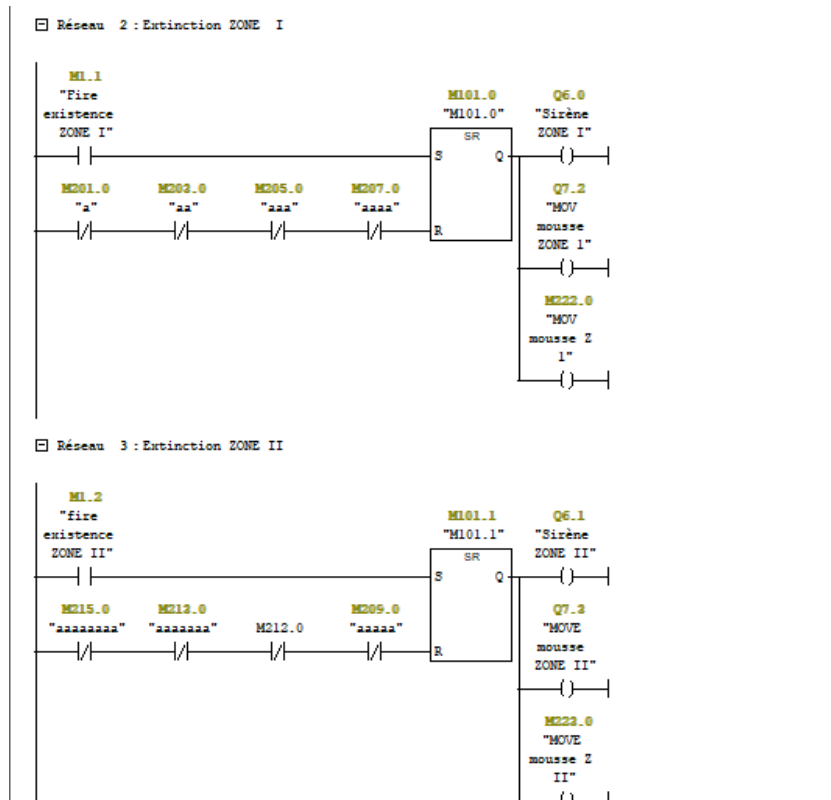 Réseau 2 : Extinction ZONE I
M1.1
"Fire
existence
ZONE I"
M101.0
"M101.0"
SR
S
Q
R
Q6.0
"Sirène
ZONE I"
M201.0
"a"
M203.0
"aa"
M205.0
"aaa"
M207.0
"aaaa"
Q7.2
"MOV
mousse
ZONE 1"
M222.0
"MOV
mousse Z
1"
Réseau 3 : Extinction ZONE II
M1.2
"fire
existence
ZONE II"
M101.1
"M101.1"
SR
S
Q
R
Q6.1
"Sirène
ZONE II"
M215.0
"aaaaaaaa"
M213.0
"aaaaaaa"
M212.0
M209.0
"aaaaa"
Q7.3
"MOVE
mousse
ZONE II"
M223.0
"MOVE
mousse Z
II"